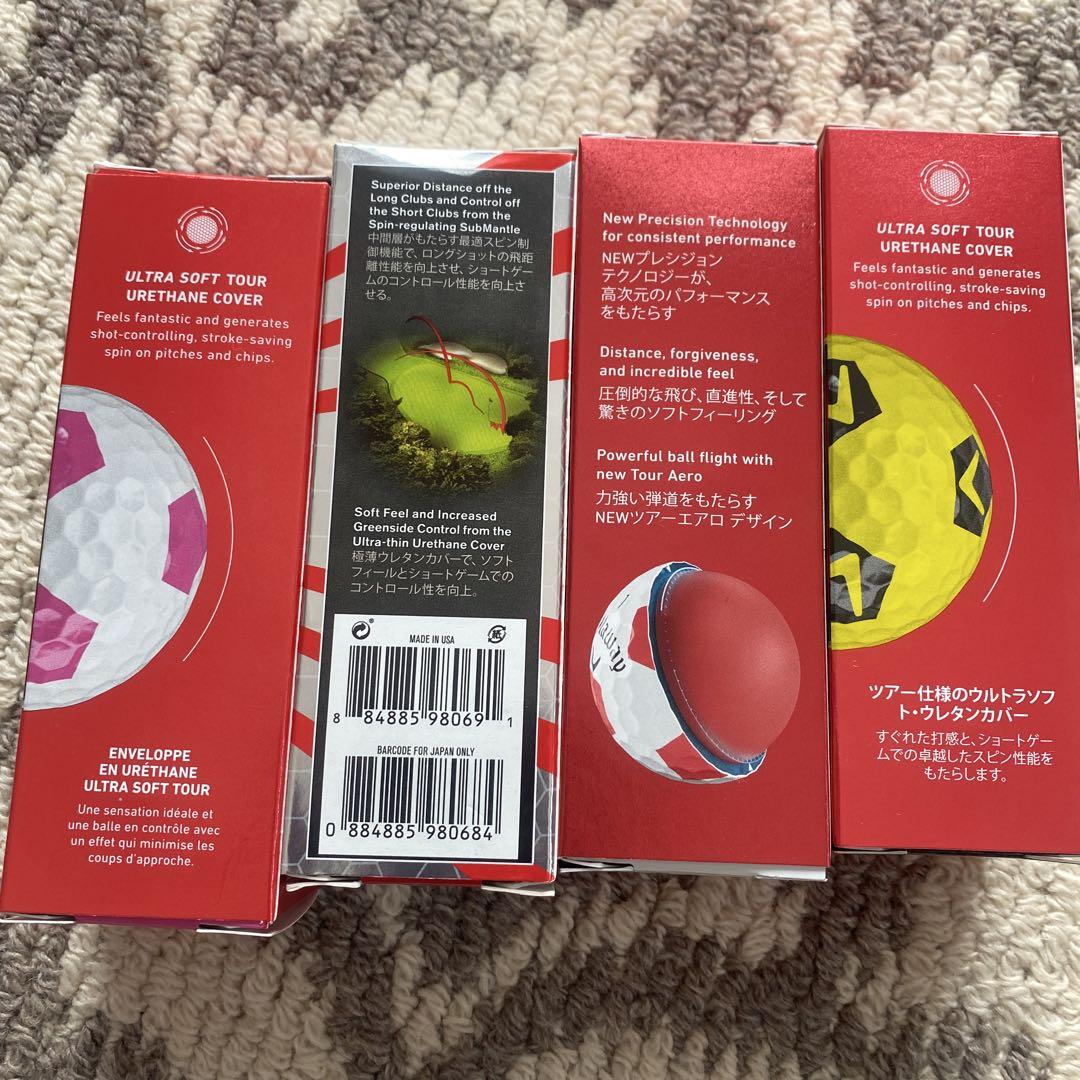 ULTRA SOFT TOUR
URETHANE COVER
Feels fantastic and generates
shot-controlling, stroke-saving
spin on pitches and chips.
ENVELOPPE
EN URÉTHANE
ULTRA SOFT TOUR
Une sensation idéale et
une balle en contrôle avec
un effet qui minimise les
coups d'approche.
Superior Distance off the
Long Clubs and Control off
the Short Clubs from the
Spin-regulating SubMantle
中間層がもたらす最適スピン制
御機能で、ロングショットの飛距
離性能を向上させ、ショートゲー
ムのコントロール性能を向上さ
せる。
Soft Feel and Increased
Greenside Control from the
Ultra-thin Urethane Cover
極薄ウレタンカバーで、ソフト
フィールとショートゲームでの
コントロール性を向上。
MADE IN USA
紙
8 84885 98069 1
BARCODE FOR JAPAN ONLY
0 884885 980684
New Precision Technology
for consistent performance
NEWプレシジョン
テクノロジーが、
高次元のパフォーマンス
をもたらす
Distance, forgiveness,
and incredible feel
圧倒的な飛び、直進性、そして
驚きのソフトフィーリング
Powerful ball flight with
new Tour Aero
力強い弾道をもたらす
NEWツアーエアロ デザイン
ULTRA SOFT TOUR
URETHANE COVER
Feels fantastic and generates
shot-controlling, stroke-saving
spin on pitches and chips.
ツアー仕様のウルトラソフ
ト・ウレタンカバー
すぐれた打感と、ショートゲー
ムでの卓越したスピン性能を
もたらします。